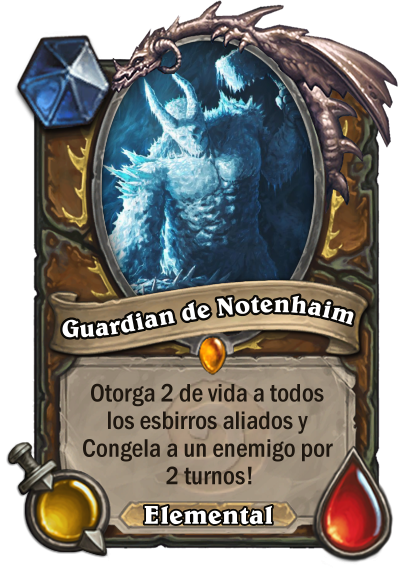 Guardian de Notenhaim
Otorga 2 de vida a todos
los esbirros aliados y
Congela a un enemigo por
2 turnos!
Elemental